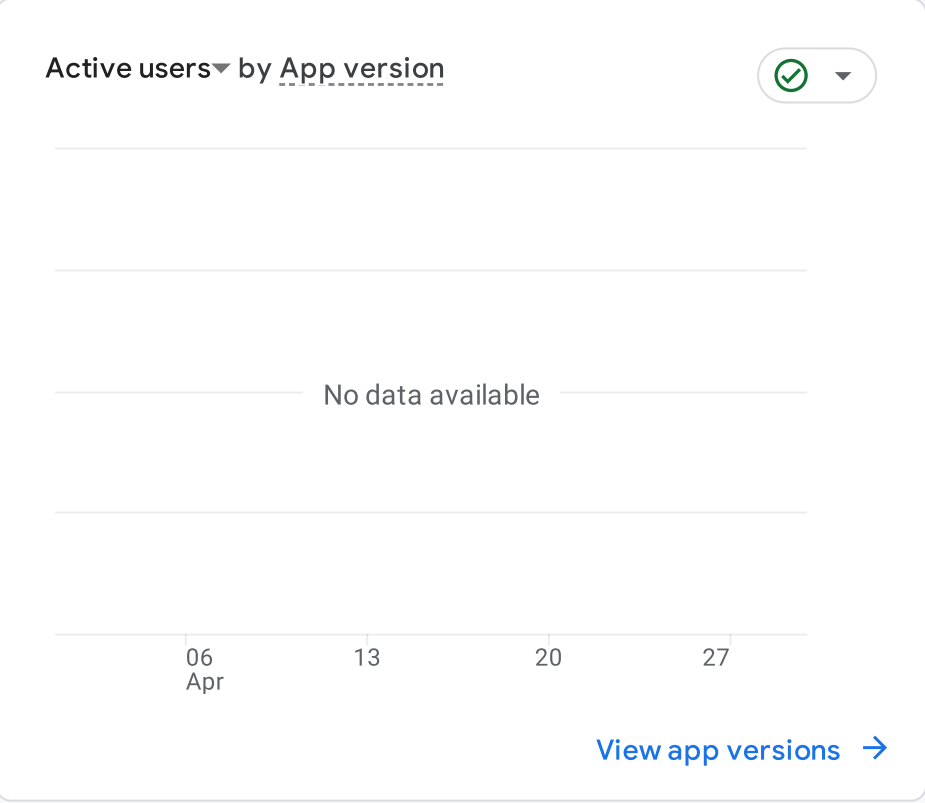 Active users by App version
No data available
06 13 20 27
Apr
View app versions